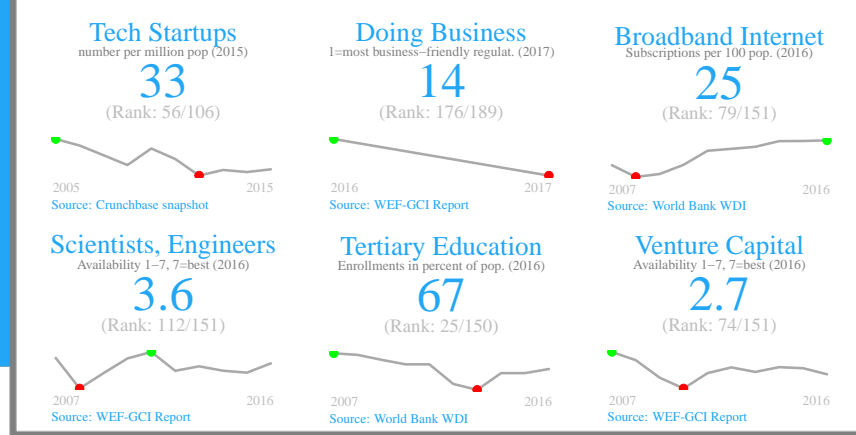 Tech Startups
number per million pop (2015)
33
(Rank: 56/106)
2005 2015
Source: Crunchbase snapshot
Doing Business
1=most business−friendly regulat. (2017)
14
(Rank: 176/189)
2016 2017
Source: WEF-GCI Report
Broadband Internet
Subscriptions per 100 pop. (2016)
25
(Rank: 79/151)
2007 2016
Source: World Bank WDI
Scientists, Engineers
Availability 1−7, 7=best (2016)
3.6
(Rank: 112/151)
2007 2016
Source: WEF-GCI Report
Tertiary Education
Enrollments in percent of pop. (2016)
67
(Rank: 25/150)
2007 2016
Source: World Bank WDI
Venture Capital
Availability 1−7, 7=best (2016)
2.7
(Rank: 74/151)
2007 2016
Source: WEF-GCI Report